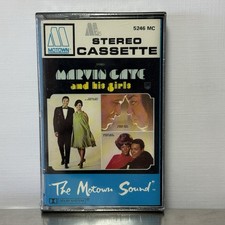 5246 MC
MOTOWN
STEREO
CASSETTE
MARVIN GAYE
and his girls
The Motown Sound